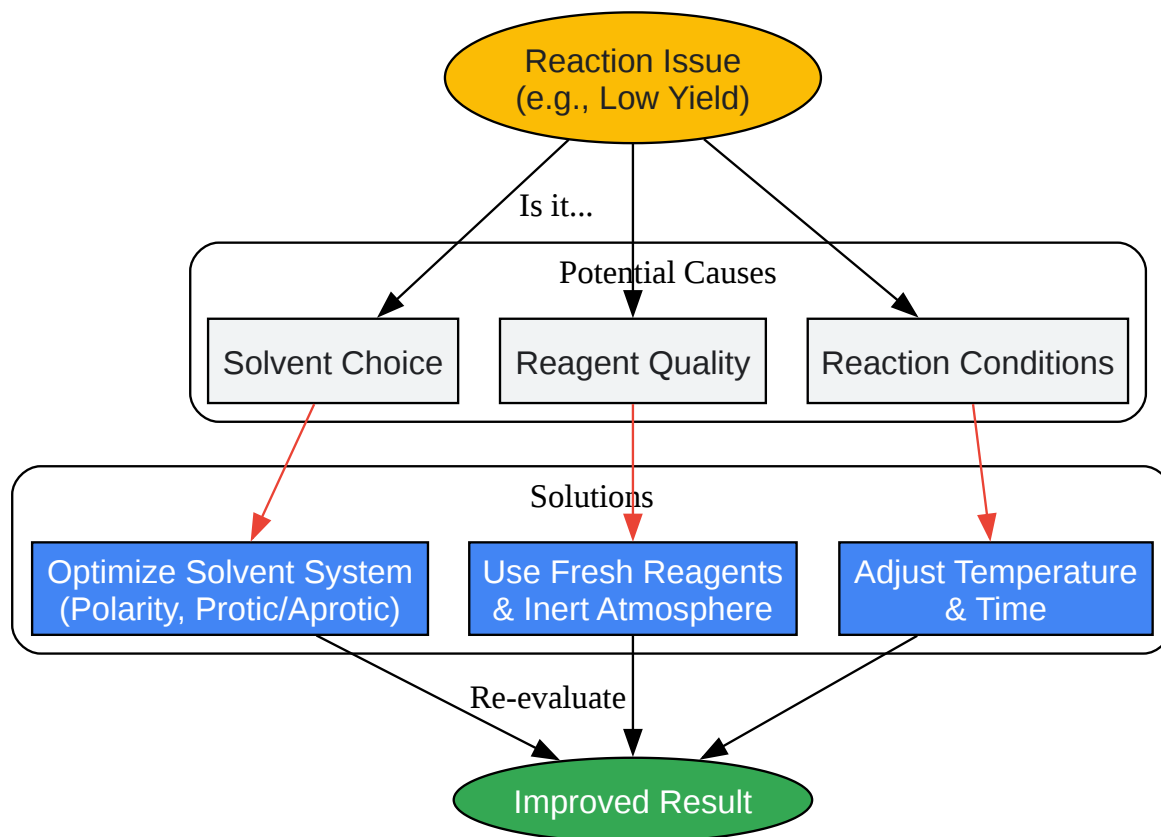 Reaction Issue
(e.g., Low Yield)
Is it...
Potential Causes
Solvent Choice
Reagent Quality
Reaction Conditions
Solutions
Optimize Solvent System
(Polarity, Protic/Aprotic)
Use Fresh Reagents
& Inert Atmosphere
Adjust Temperature
& Time
Re-evaluate
Improved Result